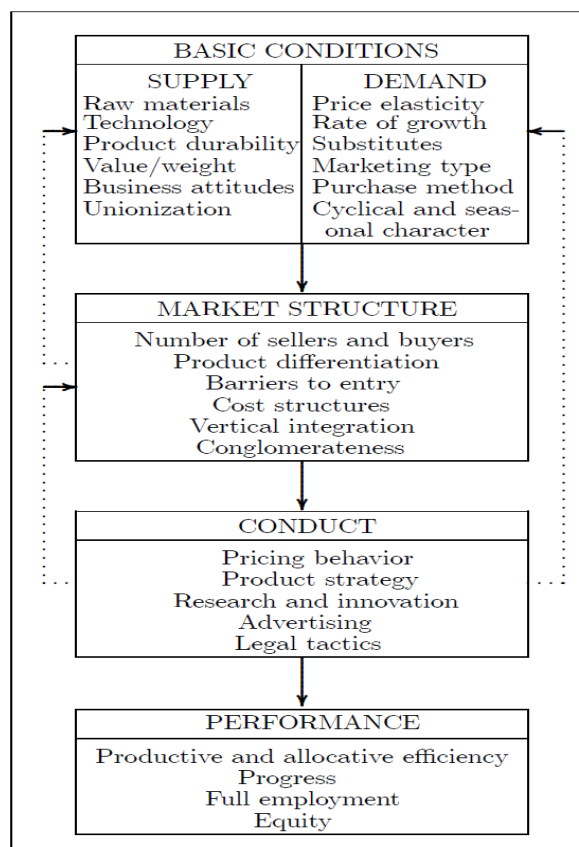 BASIC CONDITIONS
SUPPLY
Raw materials
Technology
Product durability
Value/weight
Business attitudes
Unionization
DEMAND
Price elasticity
Rate of growth
Substitutes
Marketing type
Purchase method
Cyclical and seas-
onal character
MARKET STRUCTURE
Number of sellers and buyers
Product differentiation
Barriers to entry
Cost structures
Vertical integration
Conglomerateness
CONDUCT
Pricing behavior
Product strategy
Research and innovation
Advertising
Legal tactics
PERFORMANCE
Productive and allocative efficiency
Progress
Full employment
Equity